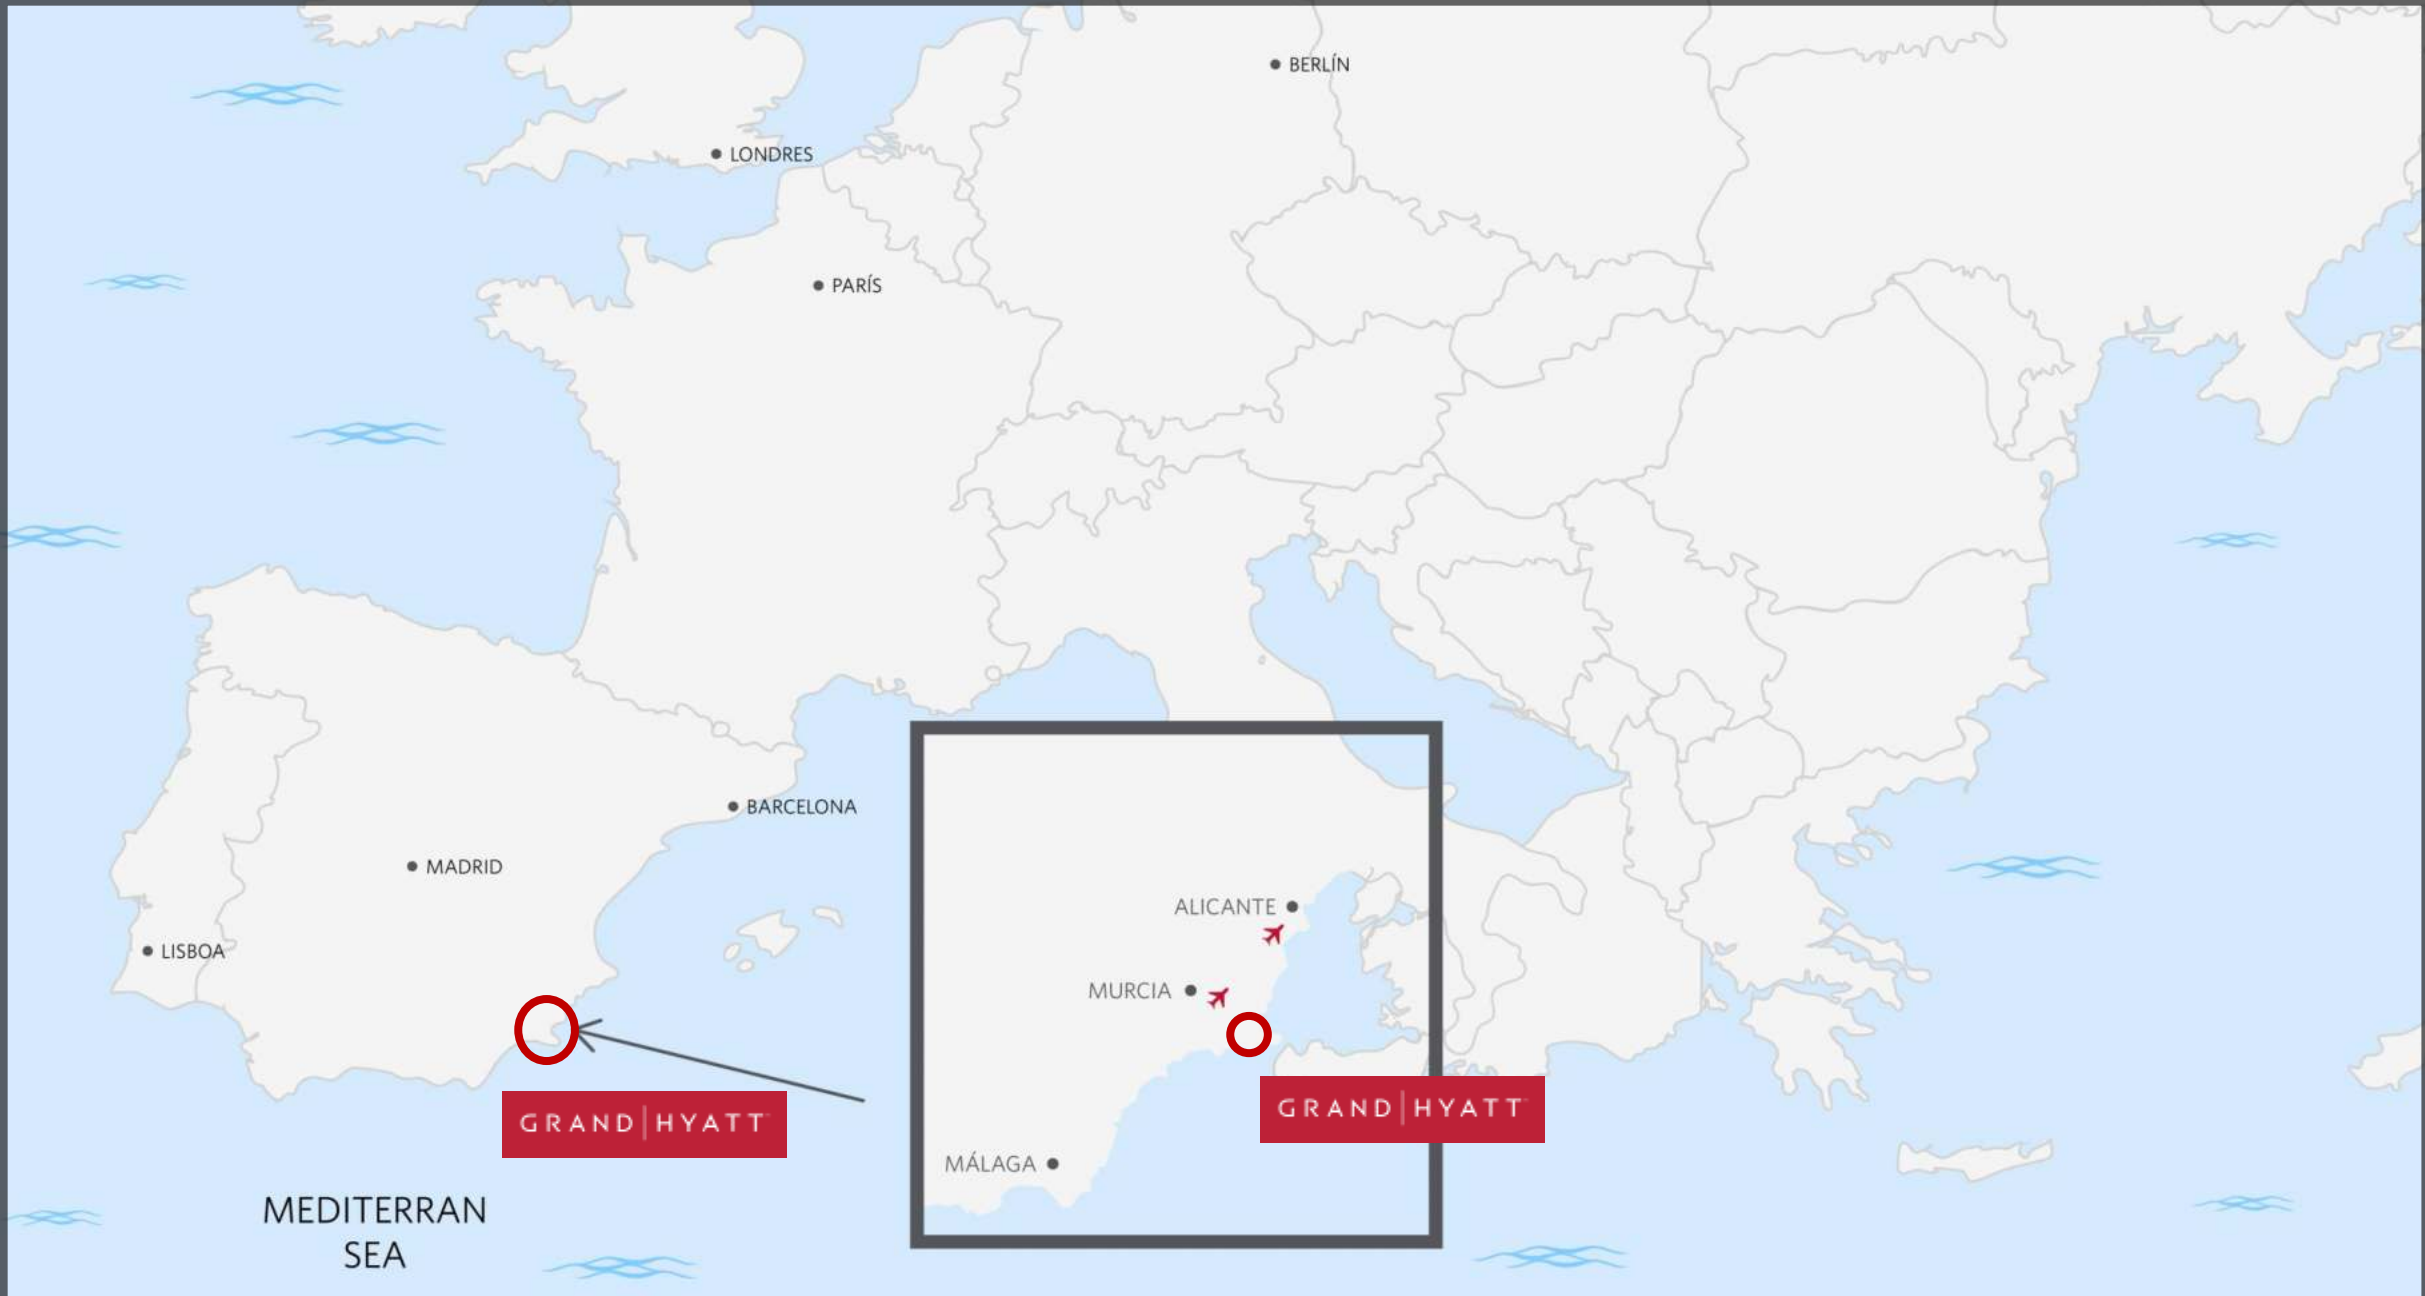 BERLÍN
LONDRES
PARÍS
BARCELONA
MADRID
ALICANTE
LISBOA
MURCIA
GRAND HYATT
GRAND HYATT
MÁLAGA
MEDITERRAN
SEA